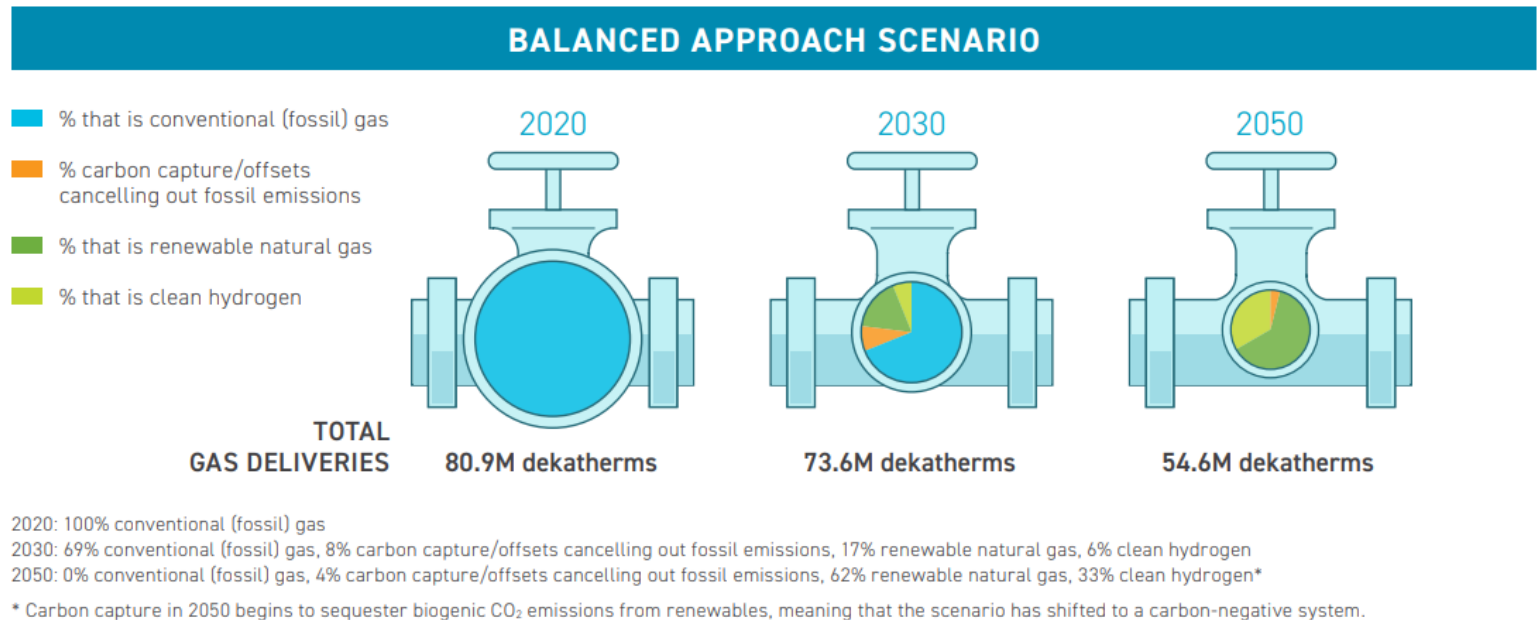 BALANCED APPROACH SCENARIO
% that is conventional (fossil) gas
% carbon capture/offsets
cancelling out fossil emissions
% that is renewable natural gas
% that is clean hydrogen
2020
2030
2050
TOTAL
GAS DELIVERIES
80.9M dekatherms
73.6M dekatherms
54.6M dekatherms
2020: 100% conventional (fossil) gas
2030: 69% conventional (fossil) gas, 8% carbon capture/offsets cancelling out fossil emissions, 17% renewable natural gas, 6% clean hydrogen
2050: 0% conventional (fossil) gas, 4% carbon capture/offsets cancelling out fossil emissions, 62% renewable natural gas, 33% clean hydrogen*
* Carbon capture in 2050 begins to sequester biogenic CO₂ emissions from renewables, meaning that the scenario has shifted to a carbon-negative system.